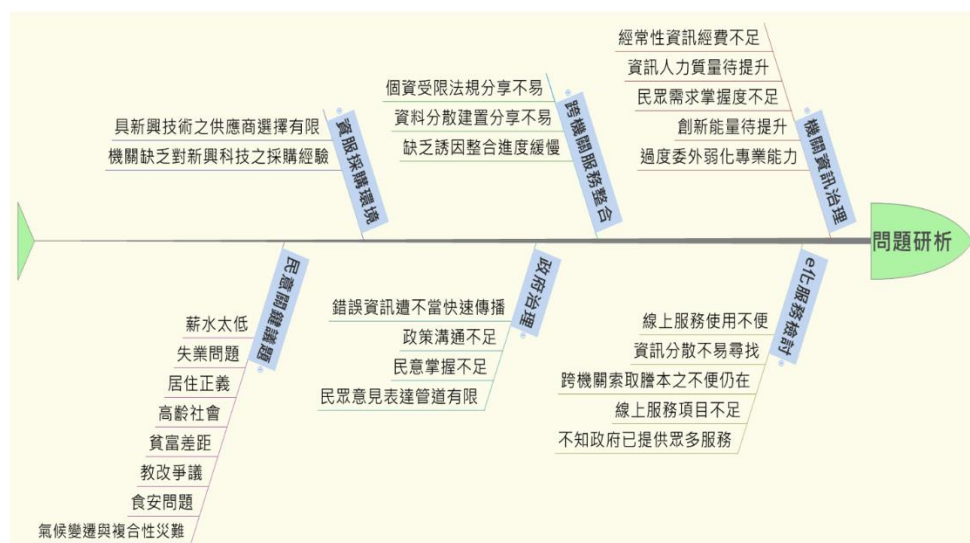 經常性資訊經費不足
資訊人力質量待提升
民眾需求掌握度不足
創新能量待提升
過度委外弱化專業能力
機關資訊治理
個資受限法規分享不易
資料分散建置分享不易
缺乏誘因整合進度緩慢
跨機關服務整合
具新興技術之供應商選擇有限
機關缺乏對新興科技之採購經驗
資服採購環境
問題研析
民意關鍵議題
薪水太低
失業問題
居住正義
高齡社會
貧富差距
教改爭議
食安問題
氣候變遷與複合性災難
政府治理
錯誤資訊遭不當快速傳播
政策溝通不足
民意掌握不足
民眾意見表達管道有限
e化服務檢討
線上服務使用不便
資訊分散不易尋找
跨機關索取謄本之不便仍在
線上服務項目不足
不知政府已提供眾多服務